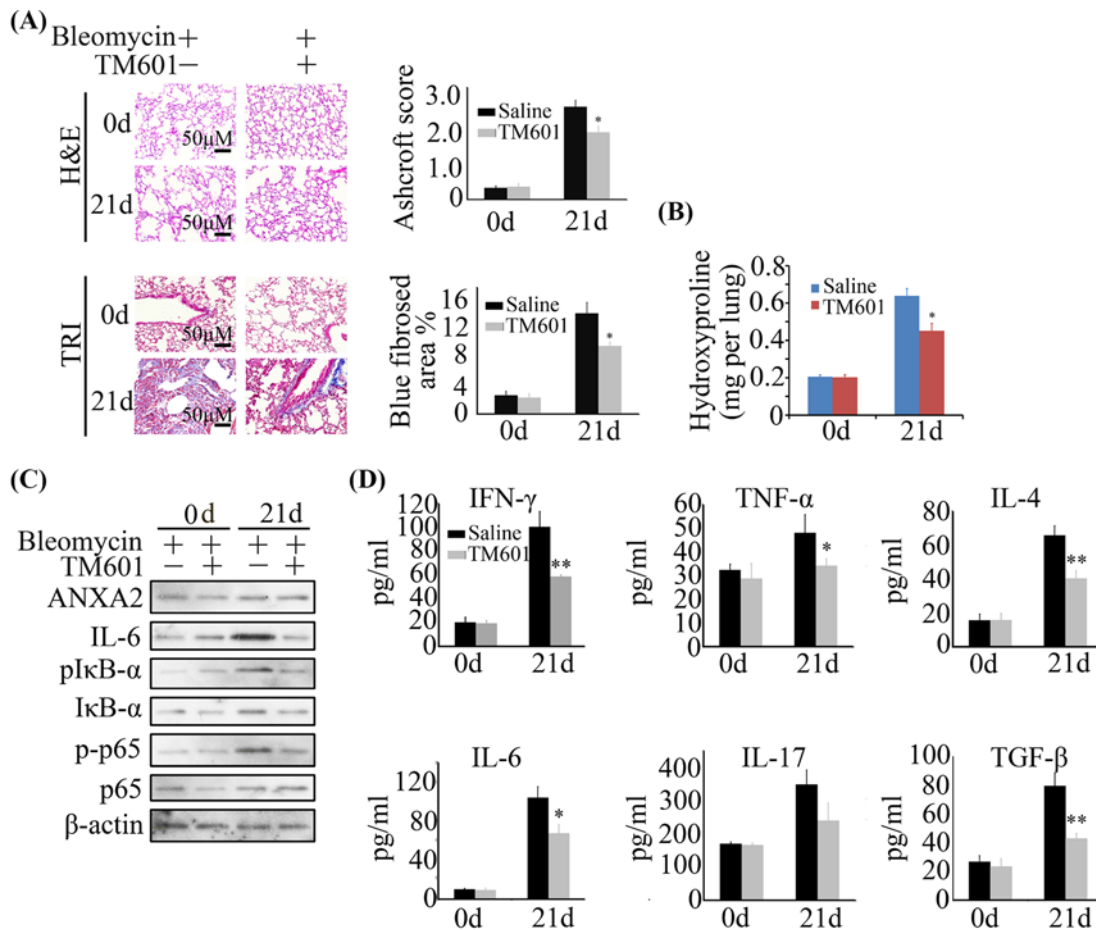 (A)
Bleomycin + +
TM601 − +
H&E
0d
50μM
21d
50μM
TRI
0d
50μM
21d
50μM
Ashcroft score
3.0
2.0
1.0
0
Saline
TM601
*
0d 21d
Blue fibrosed
area %
16
12
8
4
0
Saline
TM601
*
0d 21d
(B)
Hydroxyproline
(mg per lung)
0.8
0.6
0.4
0.2
0
Saline
TM601
*
0d 21d
(C)
0d 21d
Bleomycin + + + +
TM601 − + − +
ANXA2
IL-6
pIκB-α
IκB-α
p-p65
p65
β-actin
(D)
IFN-γ
pg/ml
120
100
80
60
40
20
0
Saline
TM601
**
0d 21d
TNF-α
pg/ml
60
50
40
30
20
10
0
*
0d 21d
IL-4
pg/ml
80
60
40
20
0
**
0d 21d
IL-6
pg/ml
120
80
40
0
*
0d 21d
IL-17
pg/ml
400
300
200
100
0
0d 21d
TGF-β
pg/ml
100
80
60
40
20
0
**
0d 21d